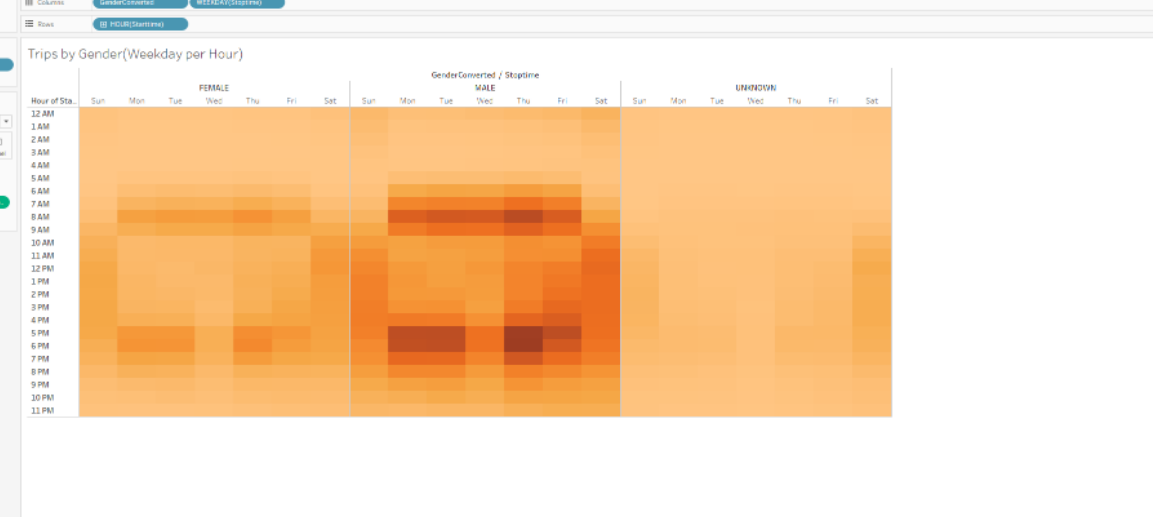 Columns GenderConverted WEEKDAY(Stoptime)
Rows HOUR(Starttime)
Trips by Gender(Weekday per Hour)
GenderConverted / Stoptime
FEMALE MALE UNKNOWN
Hour of Sta.. Sun Mon Tue Wed Thu Fri Sat Sun Mon Tue Wed Thu Fri Sat Sun Mon Tue Wed Thu Fri Sat
12 AM
1 AM
2 AM
3 AM
4 AM
5 AM
6 AM
7 AM
8 AM
9 AM
10 AM
11 AM
12 PM
1 PM
2 PM
3 PM
4 PM
5 PM
6 PM
7 PM
8 PM
9 PM
10 PM
11 PM